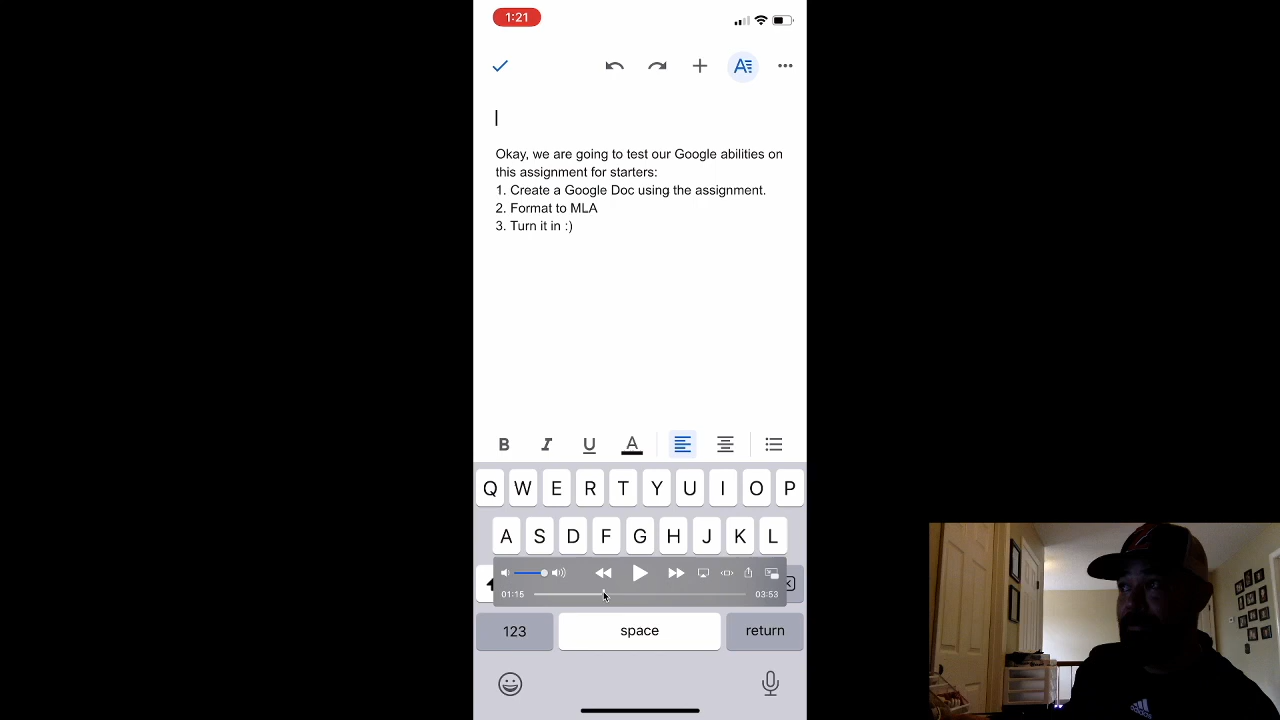 1:21
Okay, we are going to test our Google abilities on
this assignment for starters:
1. Create a Google Doc using the assignment.
2. Format to MLA
3. Turn it in :)
B I U A
Q W E R T Y U I O P
A S D F G H J K L
01:15 03:53
123 space return
adidas